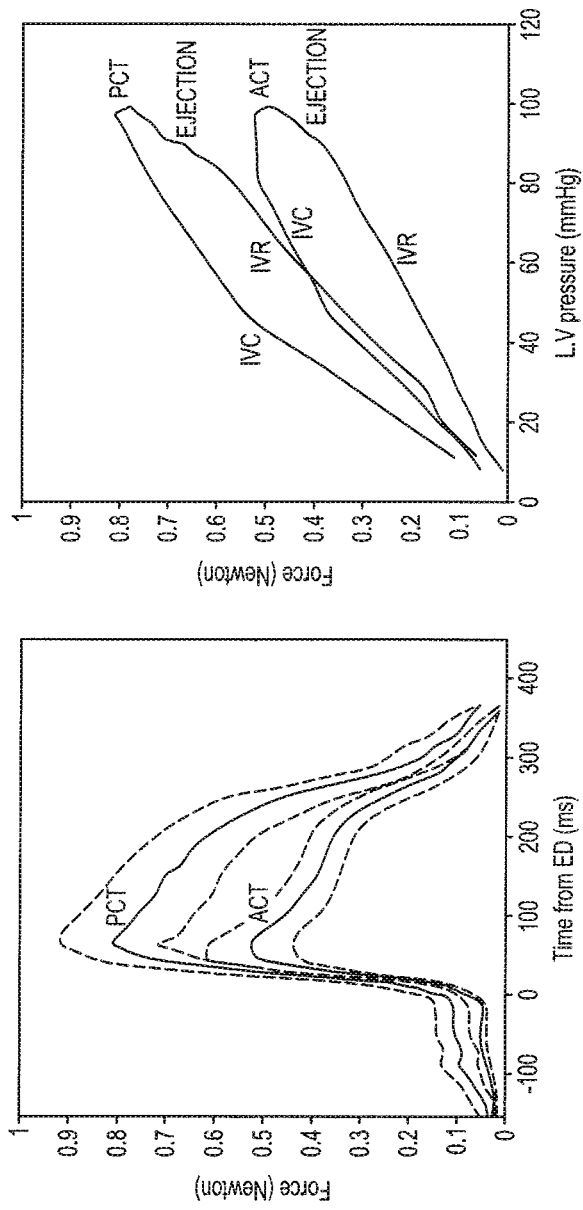 1
0.9
0.8
0.7
0.6
0.5
0.4
0.3
0.2
0.1
0
Force (Newton)
PCT
ACT
-100
0
100
200
300
400
Time from ED (ms)
1
0.9
0.8
0.7
0.6
0.5
0.4
0.3
0.2
0.1
0
Force (Newton)
PCT
EJECTION
IVC
IVR
ACT
IVC
EJECTION
IVR
0
20
40
60
80
100
120
L.V pressure (mmHg)